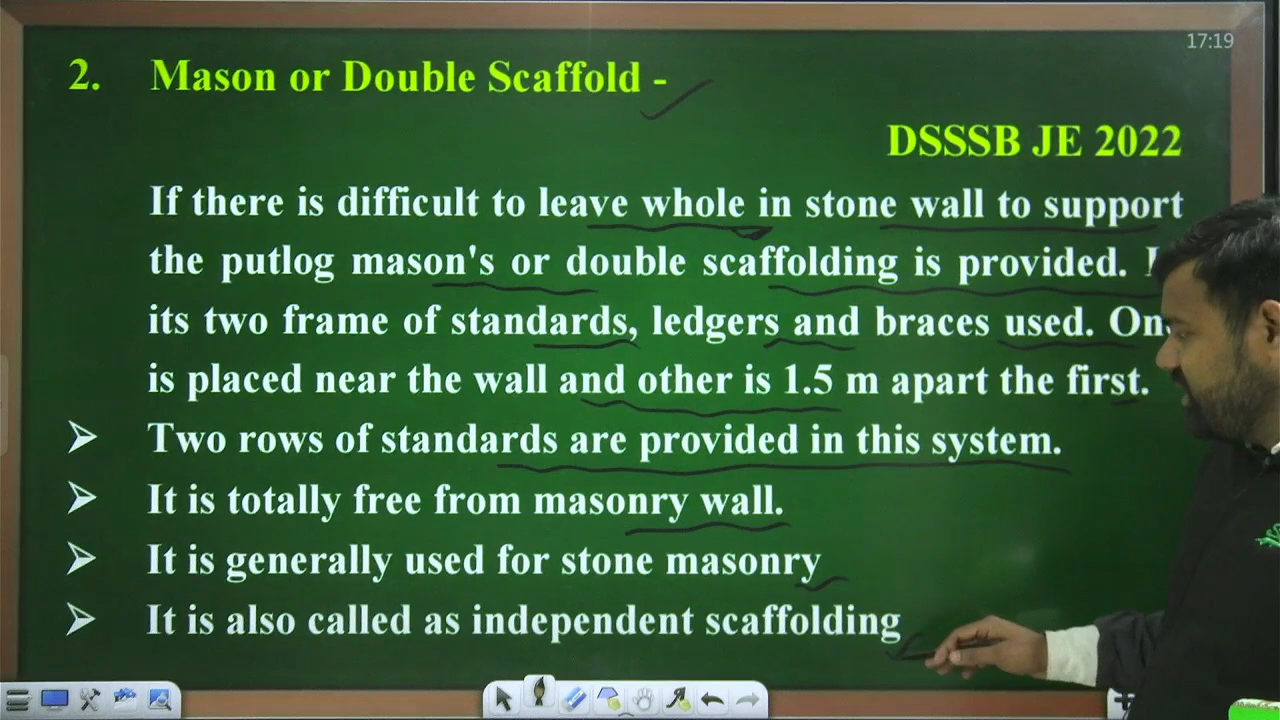 17:19
2. Mason or Double Scaffold -
DSSSB JE 2022
If there is difficult to leave whole in stone wall to support
the putlog mason's or double scaffolding is provided.
its two frame of standards, ledgers and braces used.
is placed near the wall and other is 1.5 m apart the first.
➢ Two rows of standards are provided in this system.
➢ It is totally free from masonry wall.
➢ It is generally used for stone masonry
➢ It is also called as independent scaffolding